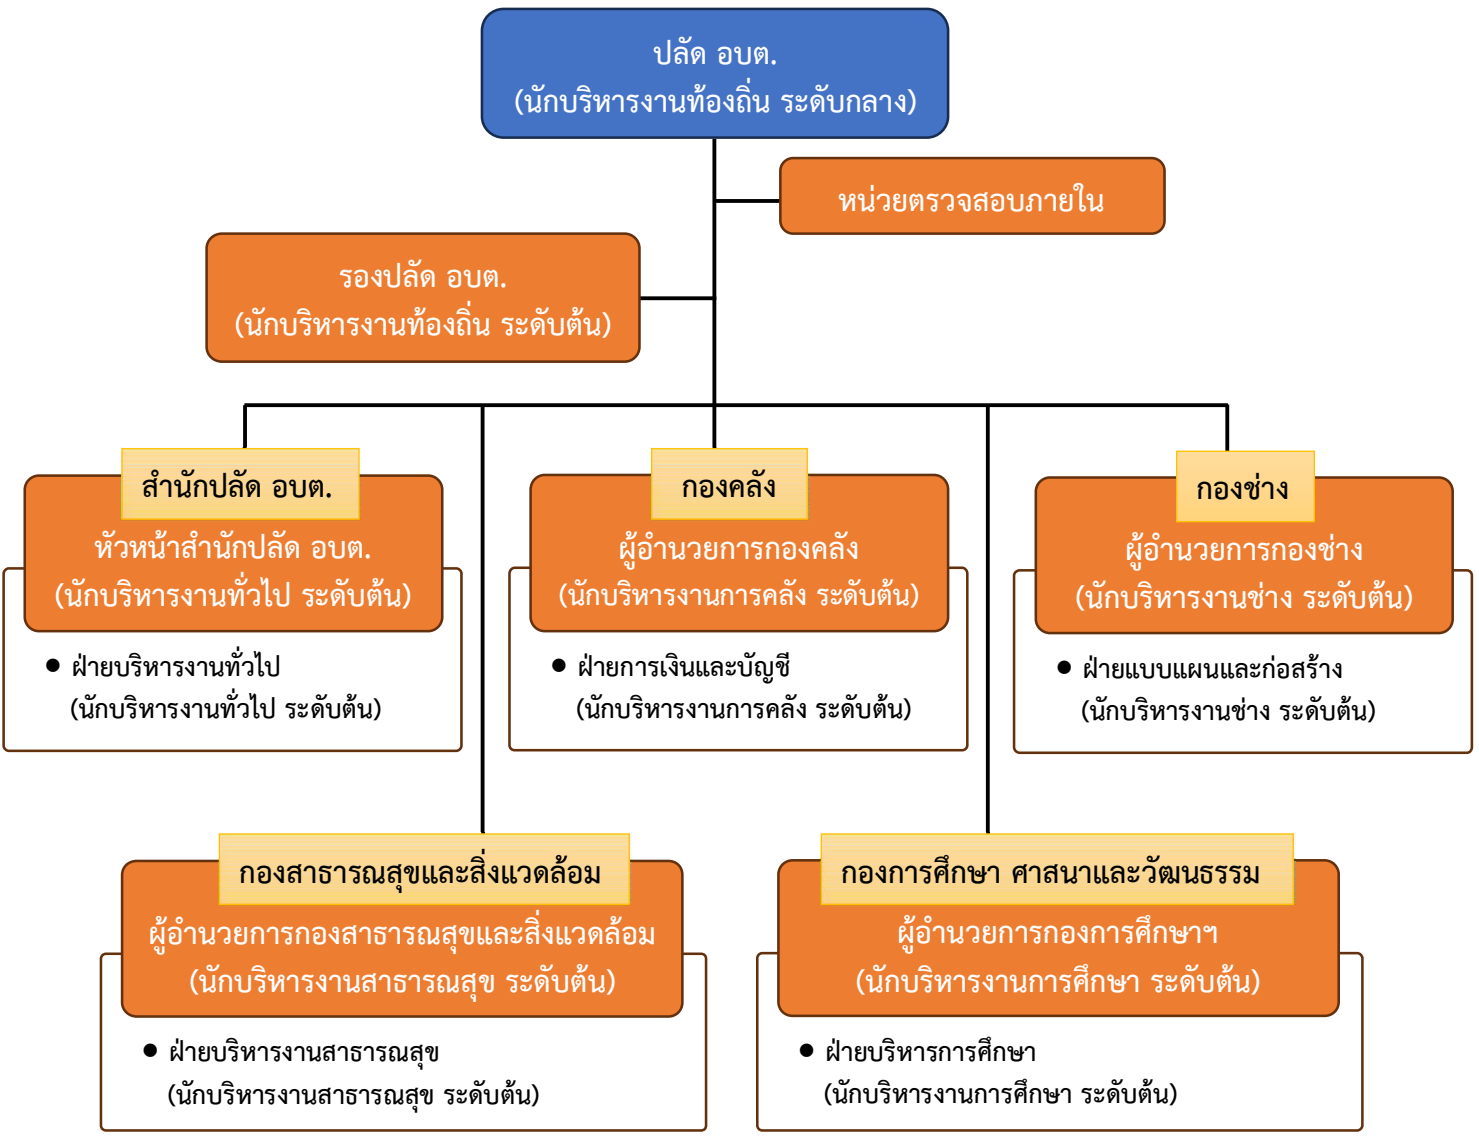 ปลัด อบต.
(นักบริหารงานท้องถิ่น ระดับกลาง)
หน่วยตรวจสอบภายใน
รองปลัด อบต.
(นักบริหารงานท้องถิ่น ระดับต้น)
สำนักปลัด อบต.
หัวหน้าสำนักปลัด อบต.
(นักบริหารงานทั่วไป ระดับต้น)
● ฝ่ายบริหารงานทั่วไป
(นักบริหารงานทั่วไป ระดับต้น)
กองคลัง
ผู้อำนวยการกองคลัง
(นักบริหารงานการคลัง ระดับต้น)
● ฝ่ายการเงินและบัญชี
(นักบริหารงานการคลัง ระดับต้น)
กองช่าง
ผู้อำนวยการกองช่าง
(นักบริหารงานช่าง ระดับต้น)
● ฝ่ายแบบแผนและก่อสร้าง
(นักบริหารงานช่าง ระดับต้น)
กองสาธารณสุขและสิ่งแวดล้อม
ผู้อำนวยการกองสาธารณสุขและสิ่งแวดล้อม
(นักบริหารงานสาธารณสุข ระดับต้น)
● ฝ่ายบริหารงานสาธารณสุข
(นักบริหารงานสาธารณสุข ระดับต้น)
กองการศึกษา ศาสนาและวัฒนธรรม
ผู้อำนวยการกองการศึกษาฯ
(นักบริหารงานการศึกษา ระดับต้น)
● ฝ่ายบริหารการศึกษา
(นักบริหารงานการศึกษา ระดับต้น)